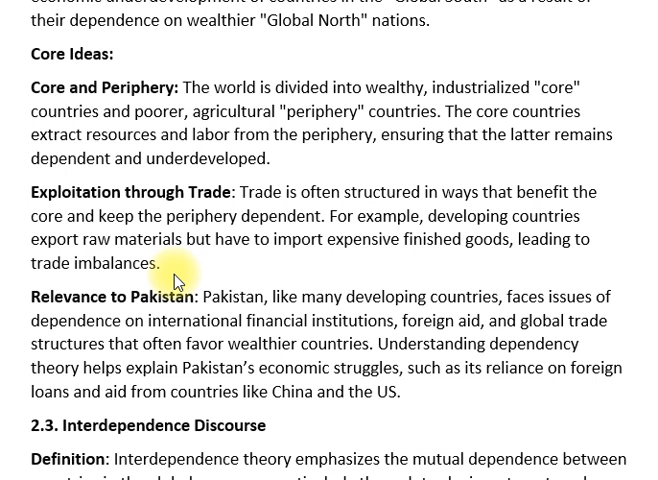 their dependence on wealthier "Global North" nations.
Core Ideas:
Core and Periphery: The world is divided into wealthy, industrialized "core"
countries and poorer, agricultural "periphery" countries. The core countries
extract resources and labor from the periphery, ensuring that the latter remains
dependent and underdeveloped.
Exploitation through Trade: Trade is often structured in ways that benefit the
core and keep the periphery dependent. For example, developing countries
export raw materials but have to import expensive finished goods, leading to
trade imbalances.
Relevance to Pakistan: Pakistan, like many developing countries, faces issues of
dependence on international financial institutions, foreign aid, and global trade
structures that often favor wealthier countries. Understanding dependency
theory helps explain Pakistan’s economic struggles, such as its reliance on foreign
loans and aid from countries like China and the US.
2.3. Interdependence Discourse
Definition: Interdependence theory emphasizes the mutual dependence between